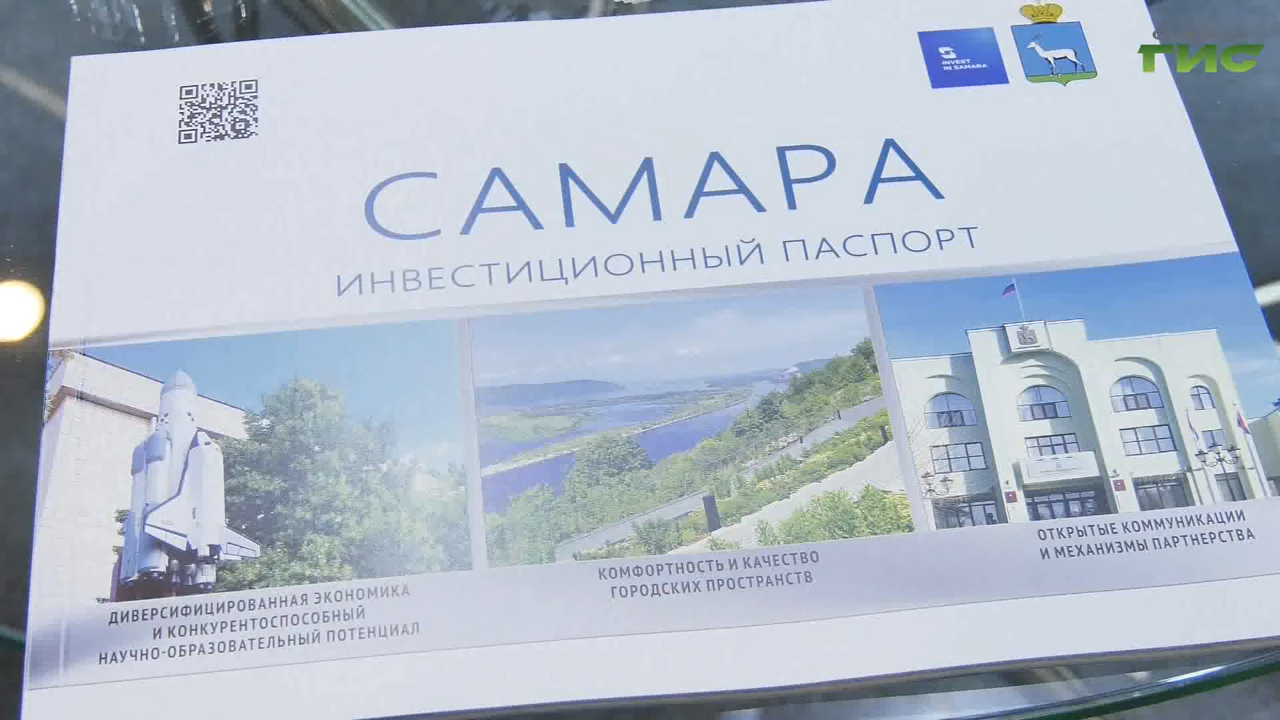 ГИС
INVEST
IN SAMARA
САМАРА
ИНВЕСТИЦИОННЫЙ ПАСПОРТ
ДИВЕРСИФИЦИРОВАННАЯ ЭКОНОМИКА
И КОНКУРЕНТОСПОСОБНЫЙ
НАУЧНО-ОБРАЗОВАТЕЛЬНЫЙ ПОТЕНЦИАЛ
КОМФОРТНОСТЬ И КАЧЕСТВО
ГОРОДСКИХ ПРОСТРАНСТВ
ОТКРЫТЫЕ КОММУНИКАЦИИ
И МЕХАНИЗМЫ ПАРТНЕРСТВА